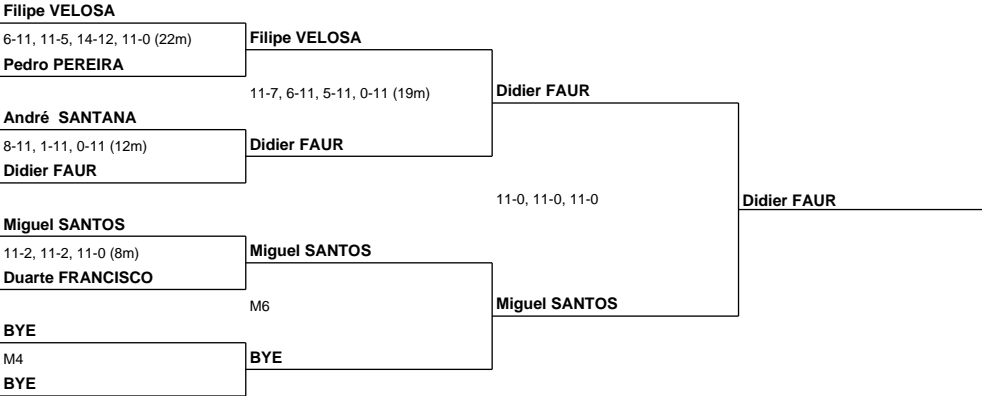 Filipe VELOSA
6-11, 11-5, 14-12, 11-0 (22m)
Pedro PEREIRA
André  SANTANA
8-11, 1-11, 0-11 (12m)
Didier FAUR
Miguel SANTOS
11-2, 11-2, 11-0 (8m)
Duarte FRANCISCO
BYE
M4
BYE
Filipe VELOSA
11-7, 6-11, 5-11, 0-11 (19m)
Didier FAUR
Miguel SANTOS
M6
BYE
Didier FAUR
11-0, 11-0, 11-0
Miguel SANTOS
Didier FAUR